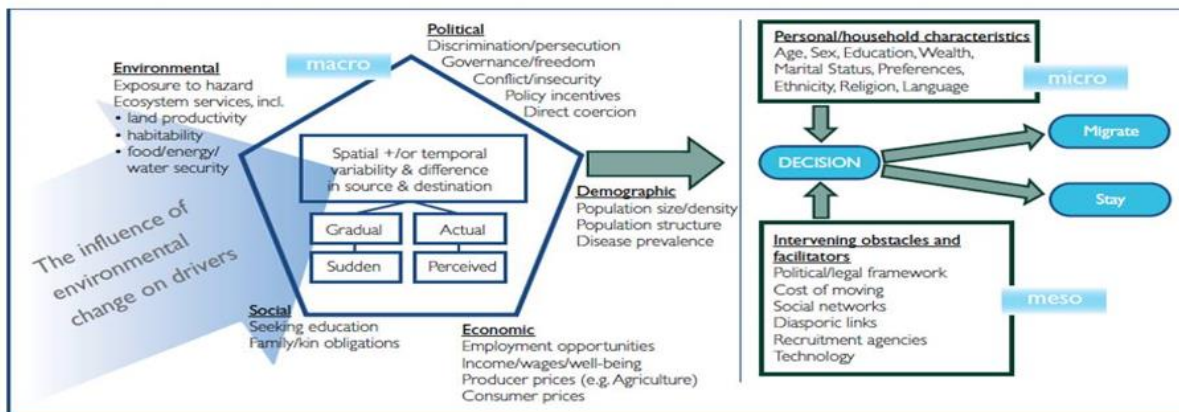 Political
Discrimination/persecution
Governance/freedom
Conflict/insecurity
Policy incentives
Direct coercion
macro
Environmental
Exposure to hazard
Ecosystem services, incl.
• land productivity
• habitability
• food/energy/
water security
The influence of
environmental
change on drivers
Spatial +/or temporal
variability & difference
in source & destination
Gradual
Actual
Sudden
Perceived
Demographic
Population size/density
Population structure
Disease prevalence
Social
Seeking education
Family/kin obligations
Economic
Employment opportunities
Income/wages/well-being
Producer prices (e.g. Agriculture)
Consumer prices
Personal/household characteristics
Age, Sex, Education, Wealth,
Marital Status, Preferences,
Ethnicity, Religion, Language
micro
DECISION
Migrate
Stay
Intervening obstacles and
facilitators
Political/legal framework
Cost of moving
Social networks
Diasporic links
Recruitment agencies
Technology
meso